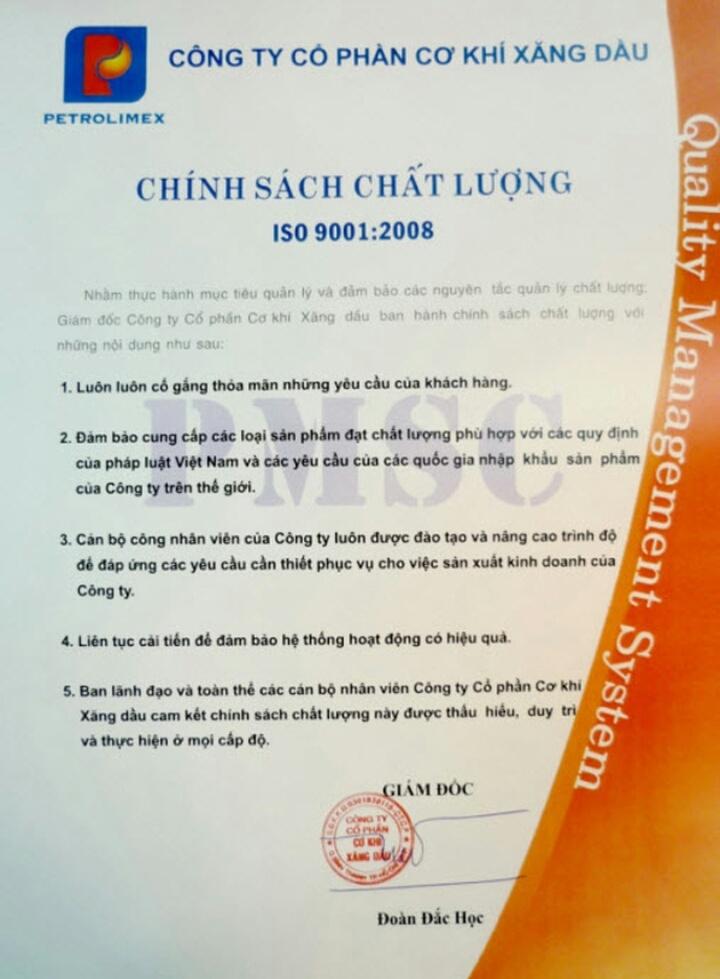 PETROLIMEX
CÔNG TY CỔ PHẦN CƠ KHÍ XĂNG DẦU
CHÍNH SÁCH CHẤT LƯỢNG
ISO 9001:2008
Nhằm thực hành mục tiêu quản lý và đảm bảo các nguyên tắc quản lý chất lượng;
Giám đốc Công ty Cổ phần Cơ khí Xăng dầu ban hành chính sách chất lượng với
những nội dung như sau:
PMSC
1. Luôn luôn cố gắng thỏa mãn những yêu cầu của khách hàng.
2. Đảm bảo cung cấp các loại sản phẩm đạt chất lượng phù hợp với các quy định
của pháp luật Việt Nam và các yêu cầu của các quốc gia nhập khẩu sản phẩm
của Công ty trên thế giới.
3. Cán bộ công nhân viên của Công ty luôn được đào tạo và nâng cao trình độ
để đáp ứng các yêu cầu cần thiết phục vụ cho việc sản xuất kinh doanh của
Công ty.
4. Liên tục cải tiến để đảm bảo hệ thống hoạt động có hiệu quả.
5. Ban lãnh đạo và toàn thể các cán bộ nhân viên Công ty Cổ phần Cơ khí
Xăng dầu cam kết chính sách chất lượng này được thấu hiểu, duy trì
và thực hiện ở mọi cấp độ.
GIÁM ĐỐC
CÔNG TY
CỔ PHẦN
CƠ KHÍ
XĂNG DẦU
Đoàn Đắc Học
Quality Management System